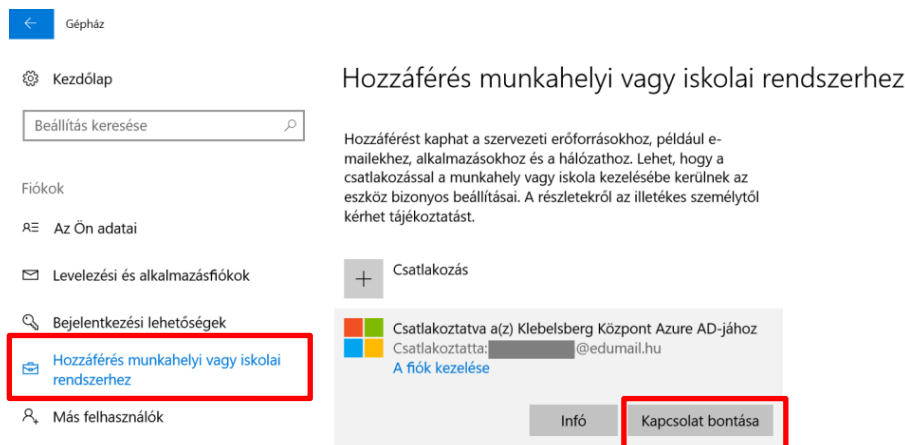 Gépház
Kezdőlap
Beállítás keresése
Fiókok
Az Ön adatai
Levelezési és alkalmazásfiókok
Bejelentkezési lehetőségek
Hozzáférés munkahelyi vagy iskolai
rendszerhez
Más felhasználók
Hozzáférés munkahelyi vagy iskolai rendszerhez
Hozzáférést kaphat a szervezeti erőforrásokhoz, például e-
mailekhez, alkalmazásokhoz és a hálózathoz. Lehet, hogy a
csatlakozással a munkahely vagy iskola kezelésébe kerülnek az
eszköz bizonyos beállításai. A részletekről az illetékes személytől
kérhet tájékoztatást.
Csatlakozás
Csatlakoztatva a(z) Klebelsberg Központ Azure AD-jához
Csatlakoztatta: @edumail.hu
A fiók kezelése
Infó
Kapcsolat bontása